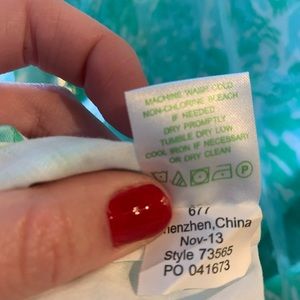 MACHINE WASH COLD
NON-CHLORINE BLEACH
IF NEEDED
DRY PROMPTLY
TUMBLE DRY LOW
COOL IRON IF NECESSARY
OR DRY CLEAN
P
677
henzhen,China
Nov-13
Style 73565
PO 041673